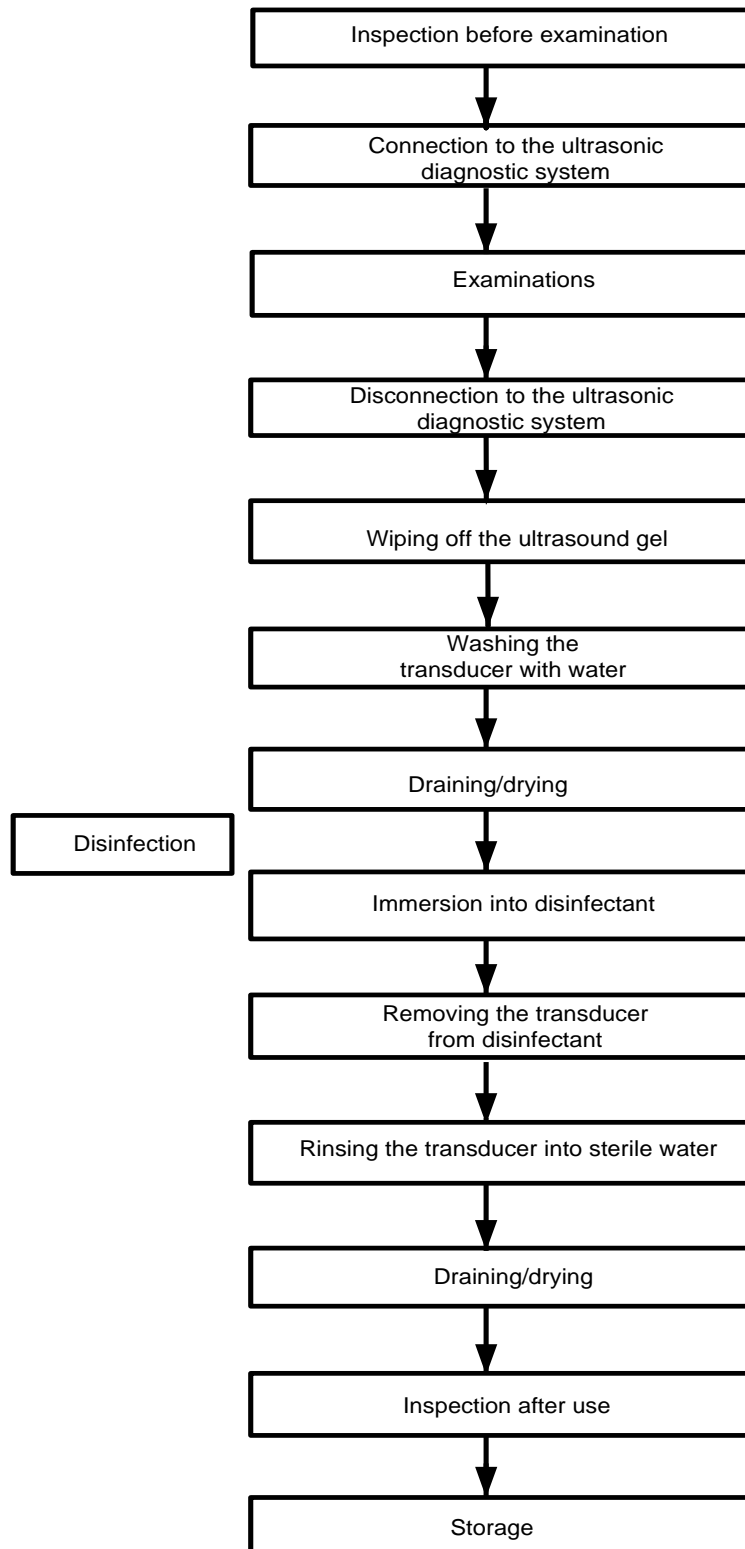 Inspection before examination
Connection to the ultrasonic
diagnostic system
Examinations
Disconnection to the ultrasonic
diagnostic system
Wiping off the ultrasound gel
Washing the
transducer with water
Draining/drying
Disinfection
Immersion into disinfectant
Removing the transducer
from disinfectant
Rinsing the transducer into sterile water
Draining/drying
Inspection after use
Storage